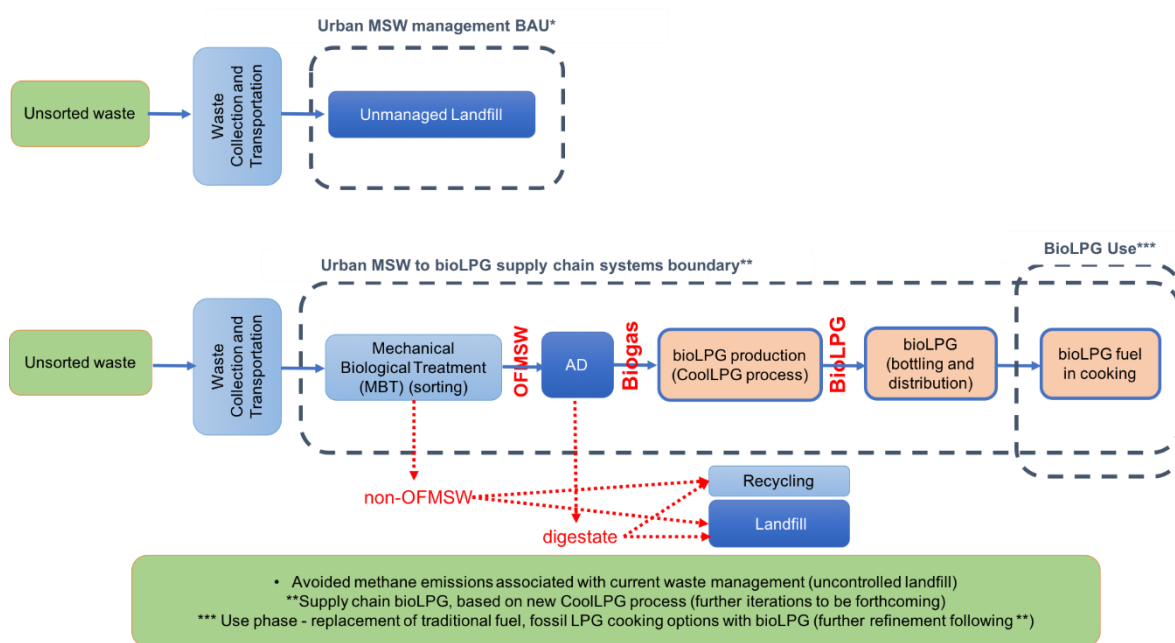 Urban MSW management BAU*
Unsorted waste
Waste
Collection and
Transportation
Unmanaged Landfill
BioLPG Use***
Urban MSW to bioLPG supply chain systems boundary**
Unsorted waste
Waste
Collection and
Transportation
Mechanical
Biological Treatment
(MBT) (sorting)
OFMSW
AD
Biogas
bioLPG production
(CoolLPG process)
BioLPG
bioLPG
(bottling and
distribution)
bioLPG fuel
in cooking
non-OFMSW
Recycling
digestate
Landfill
• Avoided methane emissions associated with current waste management (uncontrolled landfill)
**Supply chain bioLPG, based on new CoolLPG process (further iterations to be forthcoming)
*** Use phase - replacement of traditional fuel, fossil LPG cooking options with bioLPG (further refinement following **)